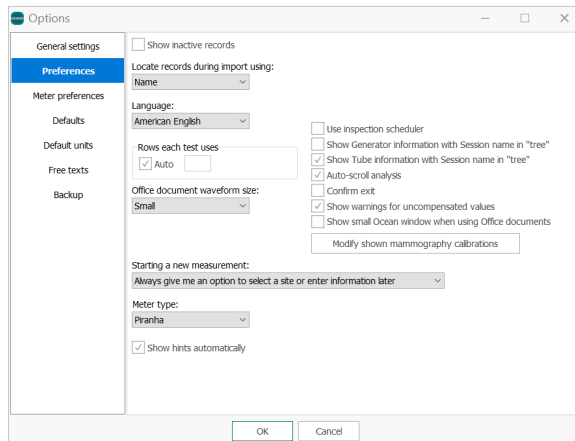 Options
General settings
Preferences
Meter preferences
Defaults
Default units
Free texts
Backup
Show inactive records
Locate records during import using:
Name
Language:
American English
Rows each test uses
Auto
Office document waveform size:
Small
Use inspection scheduler
Show Generator information with Session name in "tree"
Show Tube information with Session name in "tree"
Auto-scroll analysis
Confirm exit
Show warnings for uncompensated values
Show small Ocean window when using Office documents
Modify shown mammography calibrations
Starting a new measurement:
Always give me an option to select a site or enter information later
Meter type:
Piranha
Show hints automatically
OK
Cancel